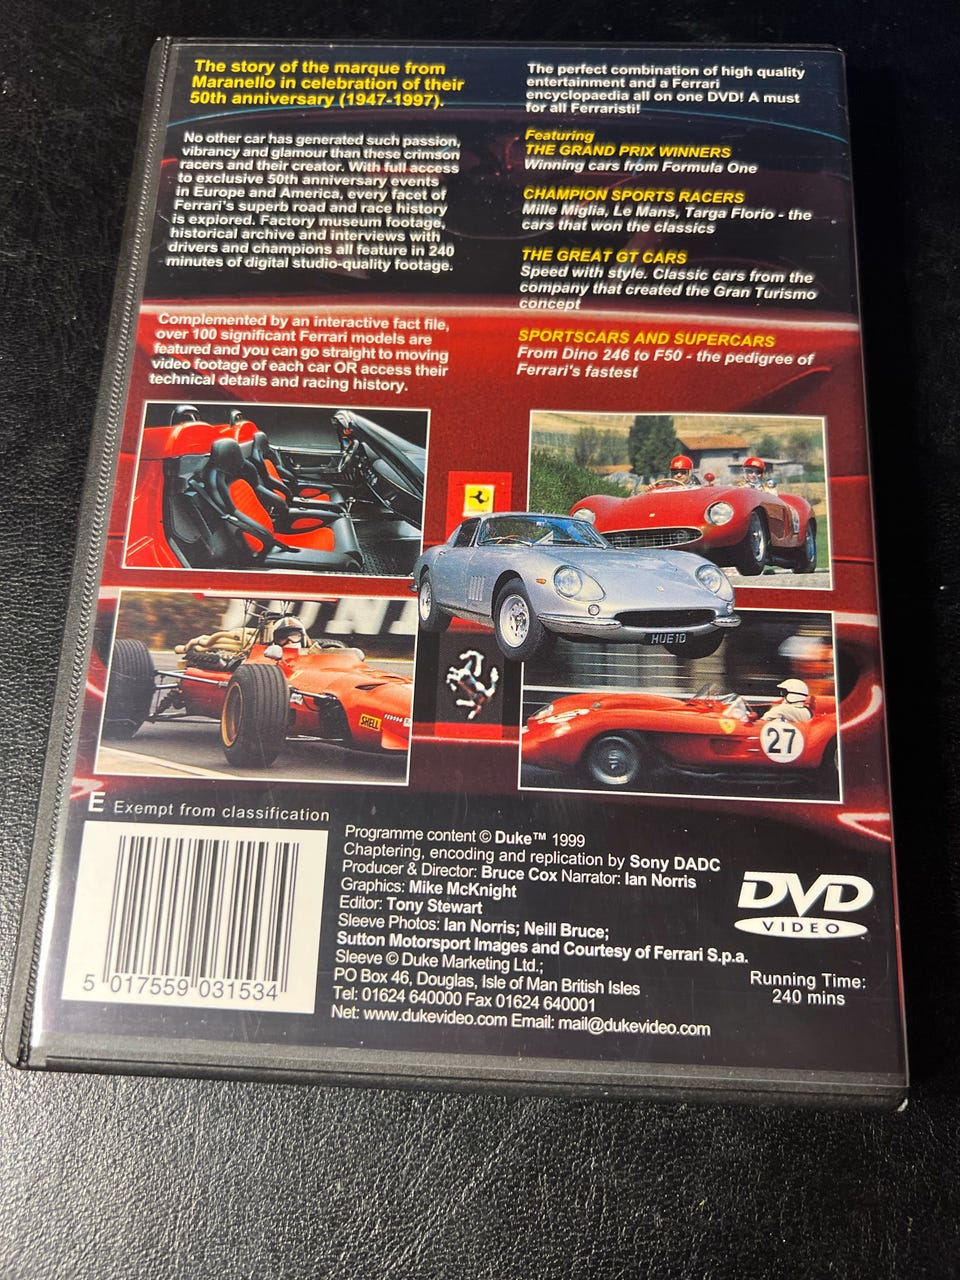 The story of the marque from
Maranello in celebration of their
50th anniversary (1947-1997).
No other car has generated such passion,
vibrancy and glamour than these crimson
racers and their creator. With full access
to exclusive 50th anniversary events
in Europe and America, every facet of
Ferrari's superb road and race history
is explored. Factory museum footage,
historical archive and interviews with
drivers and champions all feature in 240
minutes of digital studio-quality footage.
Complemented by an interactive fact file,
over 100 significant Ferrari models are
featured and you can go straight to moving
video footage of each car OR access their
technical details and racing history.
The perfect combination of high quality
entertainment and a Ferrari
encyclopaedia all on one DVD! A must
for all Ferraristi!
Featuring
THE GRAND PRIX WINNERS
Winning cars from Formula One
CHAMPION SPORTS RACERS
Mille Miglia, Le Mans, Targa Florio - the
cars that won the classics
THE GREAT GT CARS
Speed with style. Classic cars from the
company that created the Gran Turismo
concept
SPORTSCARS AND SUPERCARS
From Dino 246 to F50 - the pedigree of
Ferrari's fastest
HUE1D
SHELL
27
E Exempt from classification
5 017559 031534
Programme content © Duke™ 1999
Chaptering, encoding and replication by Sony DADC
Producer & Director: Bruce Cox Narrator: Ian Norris
Graphics: Mike McKnight
Editor: Tony Stewart
Sleeve Photos: Ian Norris; Neill Bruce;
Sutton Motorsport Images and Courtesy of Ferrari S.p.a.
Sleeve © Duke Marketing Ltd.;
PO Box 46, Douglas, Isle of Man British Isles
Tel: 01624 640000 Fax 01624 640001
Net: www.dukevideo.com Email: mail@dukevideo.com
DVD
VIDEO
Running Time:
240 mins